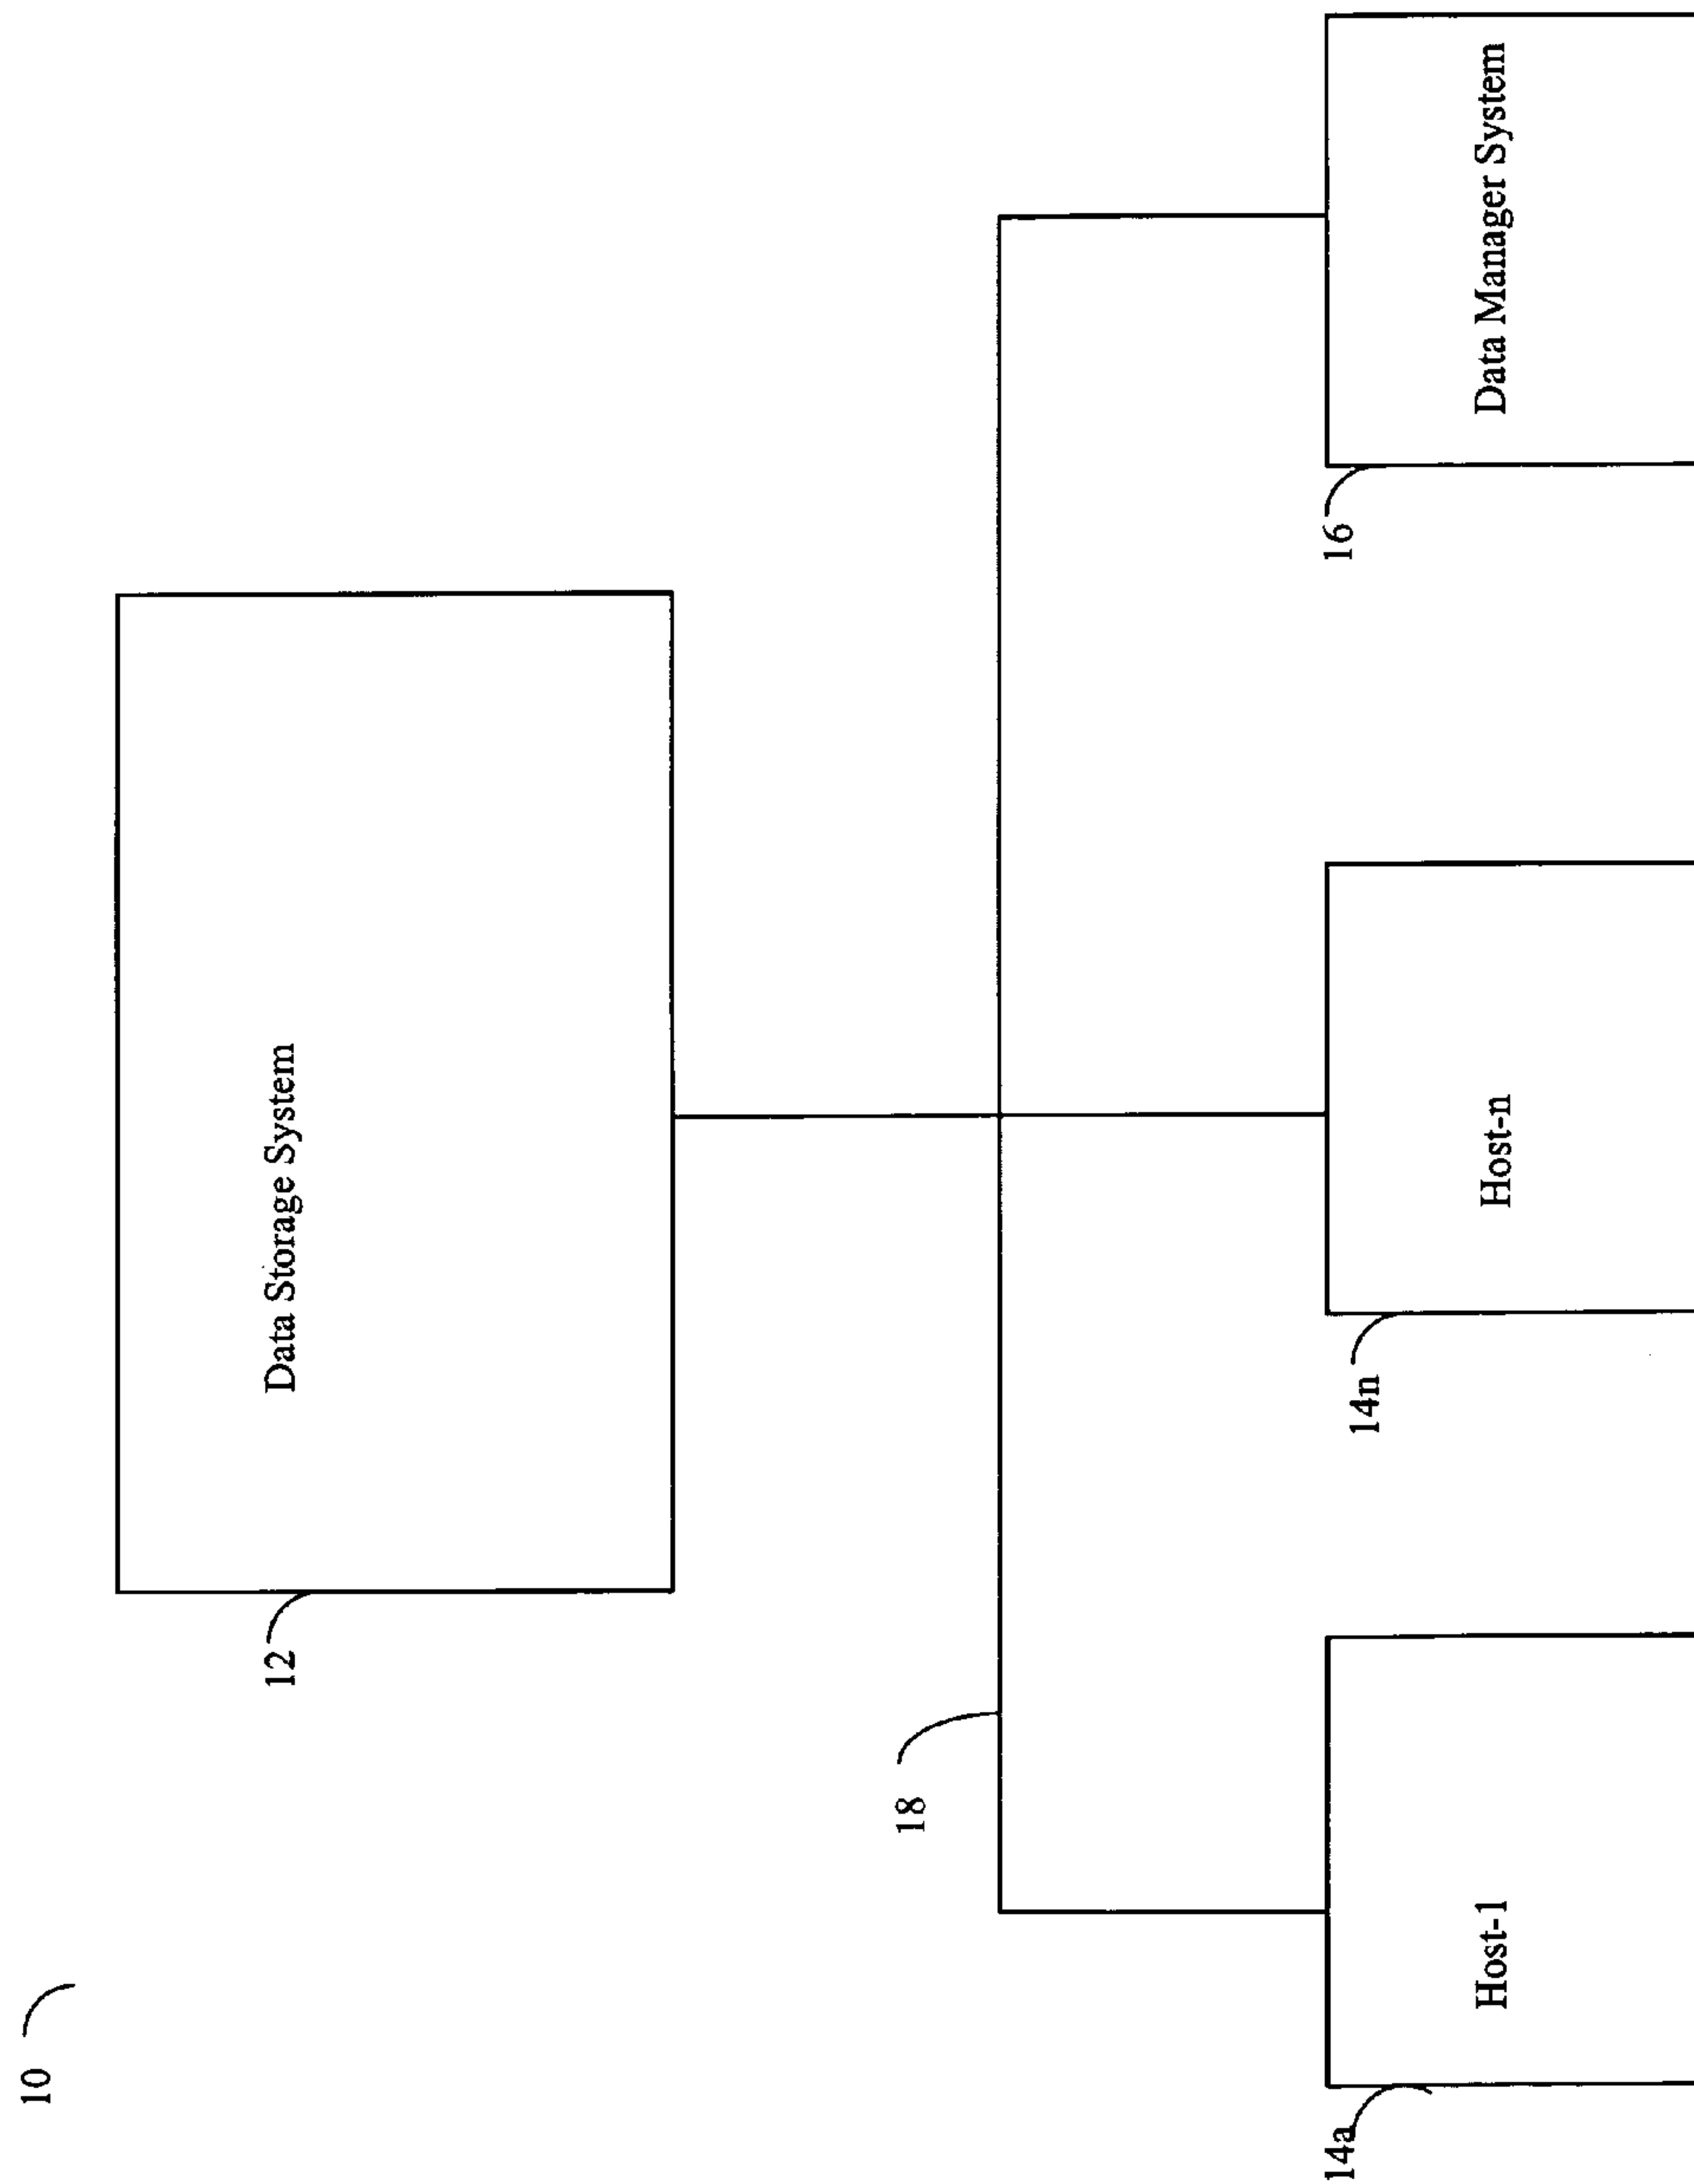 10
12
Data Storage System
18
14a
Host-1
14n
Host-n
16
Data Manager System